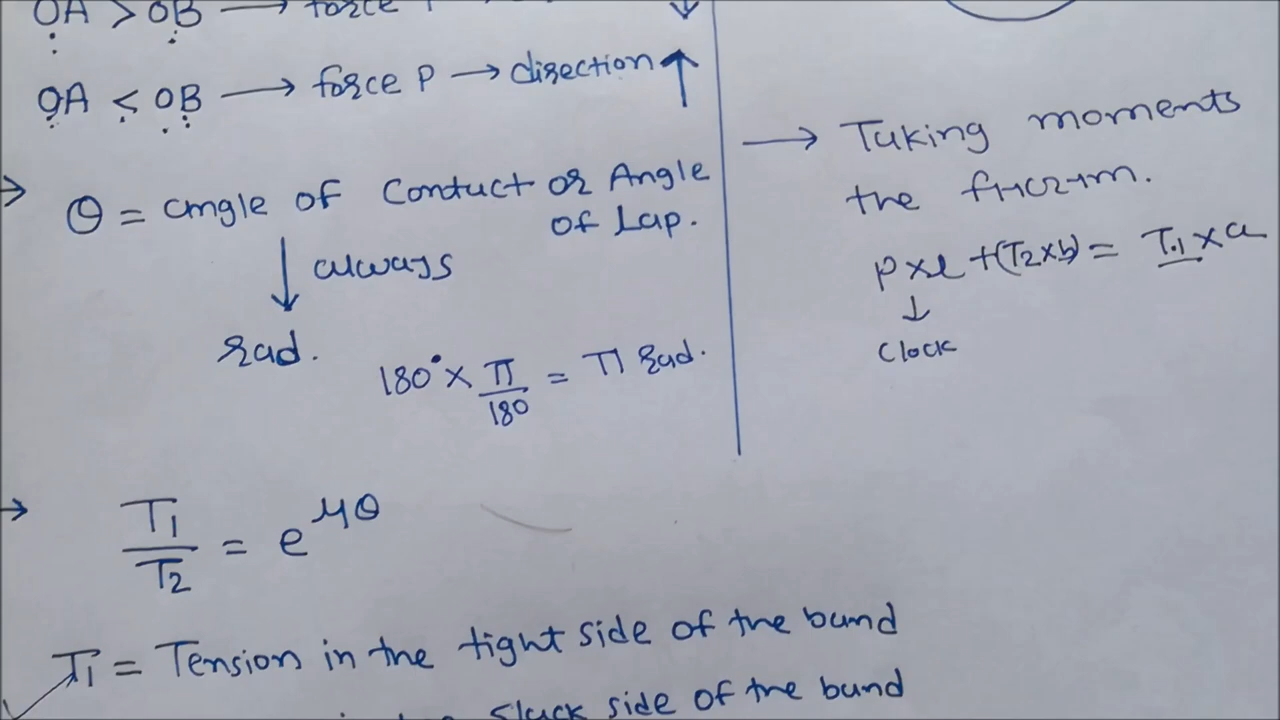 OA > OB → force P ↓
OA < OB → force P → direction ↑
→ θ = angle of Contact or Angle
of Lap.
↓ always
rad.
180° × π/180 = π rad.
→ T1/T2 = e^μθ
T1 = Tension in the tight side of the band
slack side of the band
→ Taking moments
the fulcrum.
P×l + (T2×b) = T1×a
↓
Clock